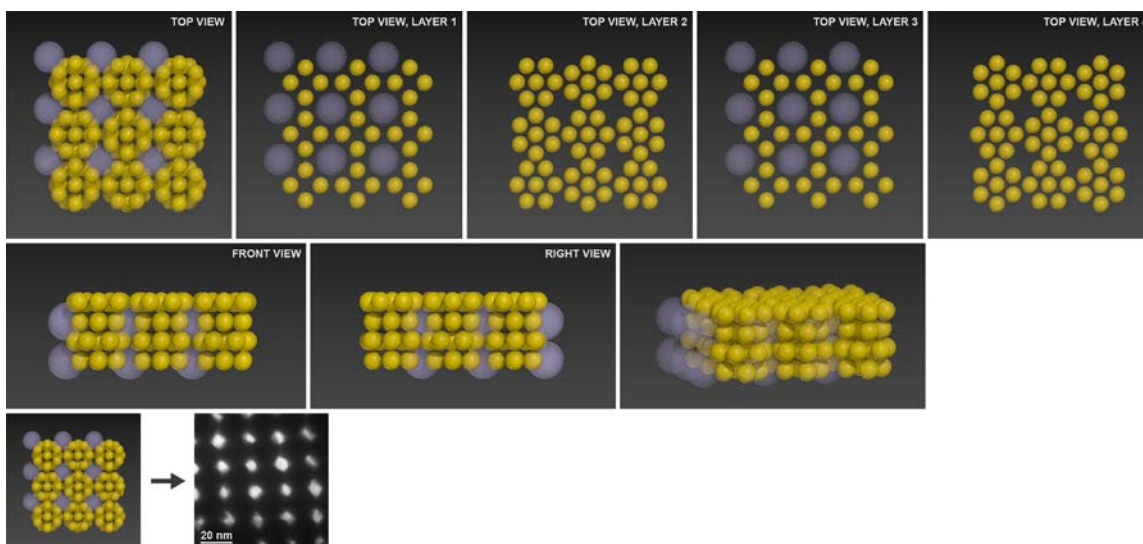 TOP VIEW
TOP VIEW, LAYER 1
TOP VIEW, LAYER 2
TOP VIEW, LAYER 3
TOP VIEW, LAYER
FRONT VIEW
RIGHT VIEW
20 nm